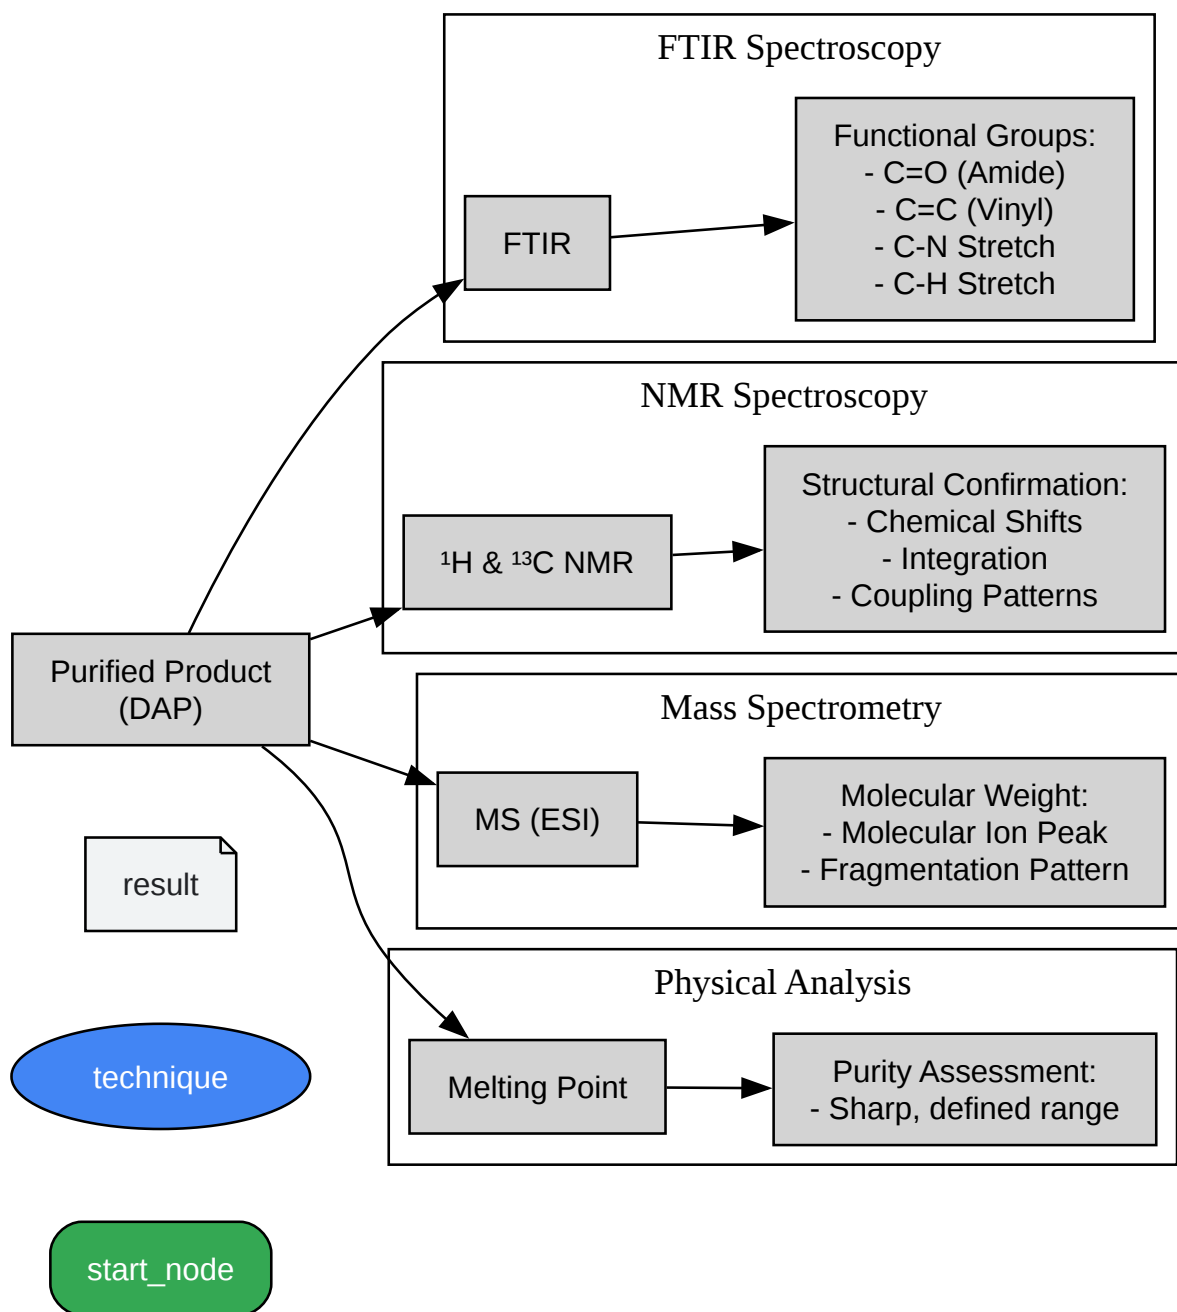 FTIR Spectroscopy
FTIR
Functional Groups:
- C=O (Amide)
- C=C (Vinyl)
- C-N Stretch
- C-H Stretch
NMR Spectroscopy
¹H & ¹³C NMR
Structural Confirmation:
- Chemical Shifts
- Integration
- Coupling Patterns
Purified Product
(DAP)
Mass Spectrometry
MS (ESI)
Molecular Weight:
- Molecular Ion Peak
- Fragmentation Pattern
result
Physical Analysis
Melting Point
Purity Assessment:
- Sharp, defined range
technique
start_node